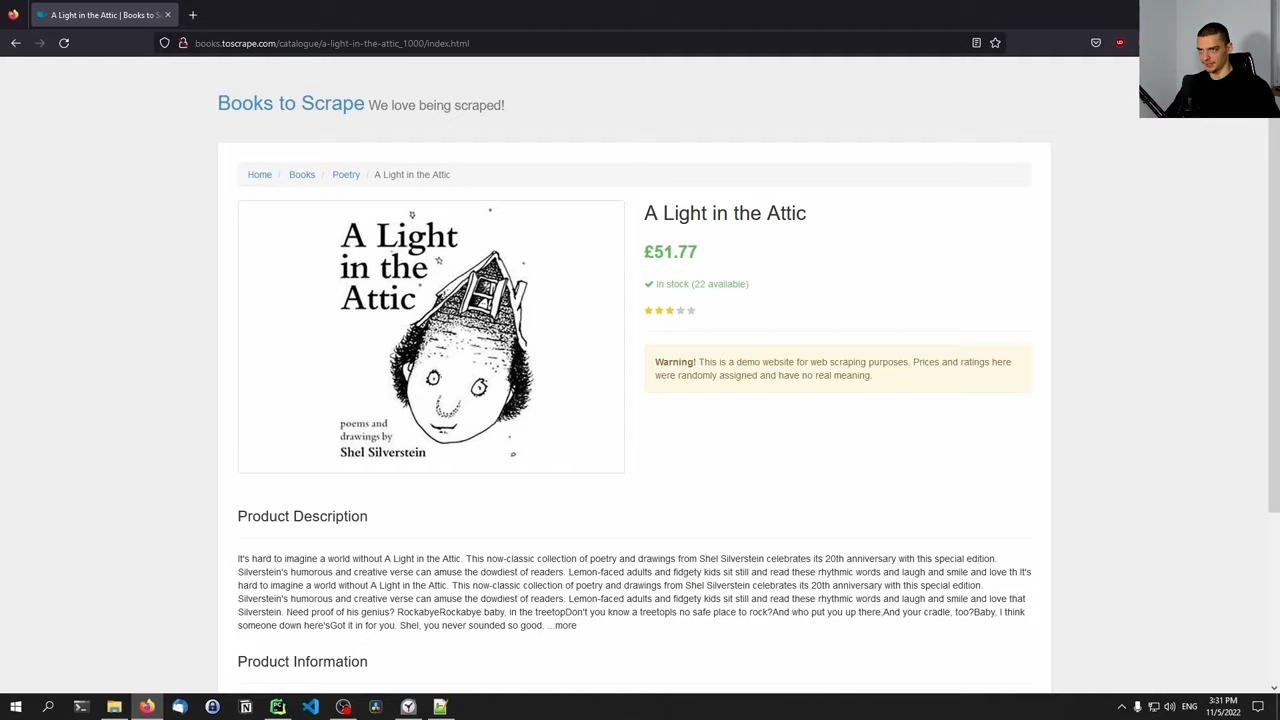 A Light in the Attic | Books to S
books.toscrape.com/catalogue/a-light-in-the-attic_1000/index.html
Books to Scrape We love being scraped!
Home / Books / Poetry / A Light in the Attic
A Light
in the
Attic
poems and
drawings by
Shel Silverstein
A Light in the Attic
£51.77
In stock (22 available)
Warning! This is a demo website for web scraping purposes. Prices and ratings here
were randomly assigned and have no real meaning.
Product Description
It's hard to imagine a world without A Light in the Attic. This now-classic collection of poetry and drawings from Shel Silverstein celebrates its 20th anniversary with this special edition.
Silverstein's humorous and creative verse can amuse the dowdiest of readers. Lemon-faced adults and fidgety kids sit still and read these rhythmic words and laugh and smile and love th It's
hard to imagine a world without A Light in the Attic. This now-classic collection of poetry and drawings from Shel Silverstein celebrates its 20th anniversary with this special edition.
Silverstein's humorous and creative verse can amuse the dowdiest of readers. Lemon-faced adults and fidgety kids sit still and read these rhythmic words and laugh and smile and love that
Silverstein. Need proof of his genius? RockabyeRockabye baby, in the treetopDon't you know a treetopIs no safe place to rock?And who put you up there,And your cradle, too?Baby, I think
someone down here'sGot it in for you. Shel, you never sounded so good. ...more
Product Information
ENG
3:31 PM
11/5/2022